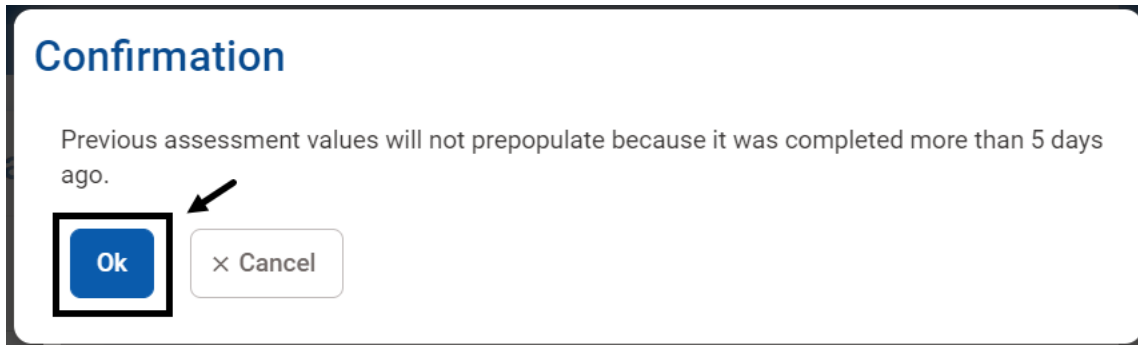 Confirmation
Previous assessment values will not prepopulate because it was completed more than 5 days
ago.
Ok
× Cancel